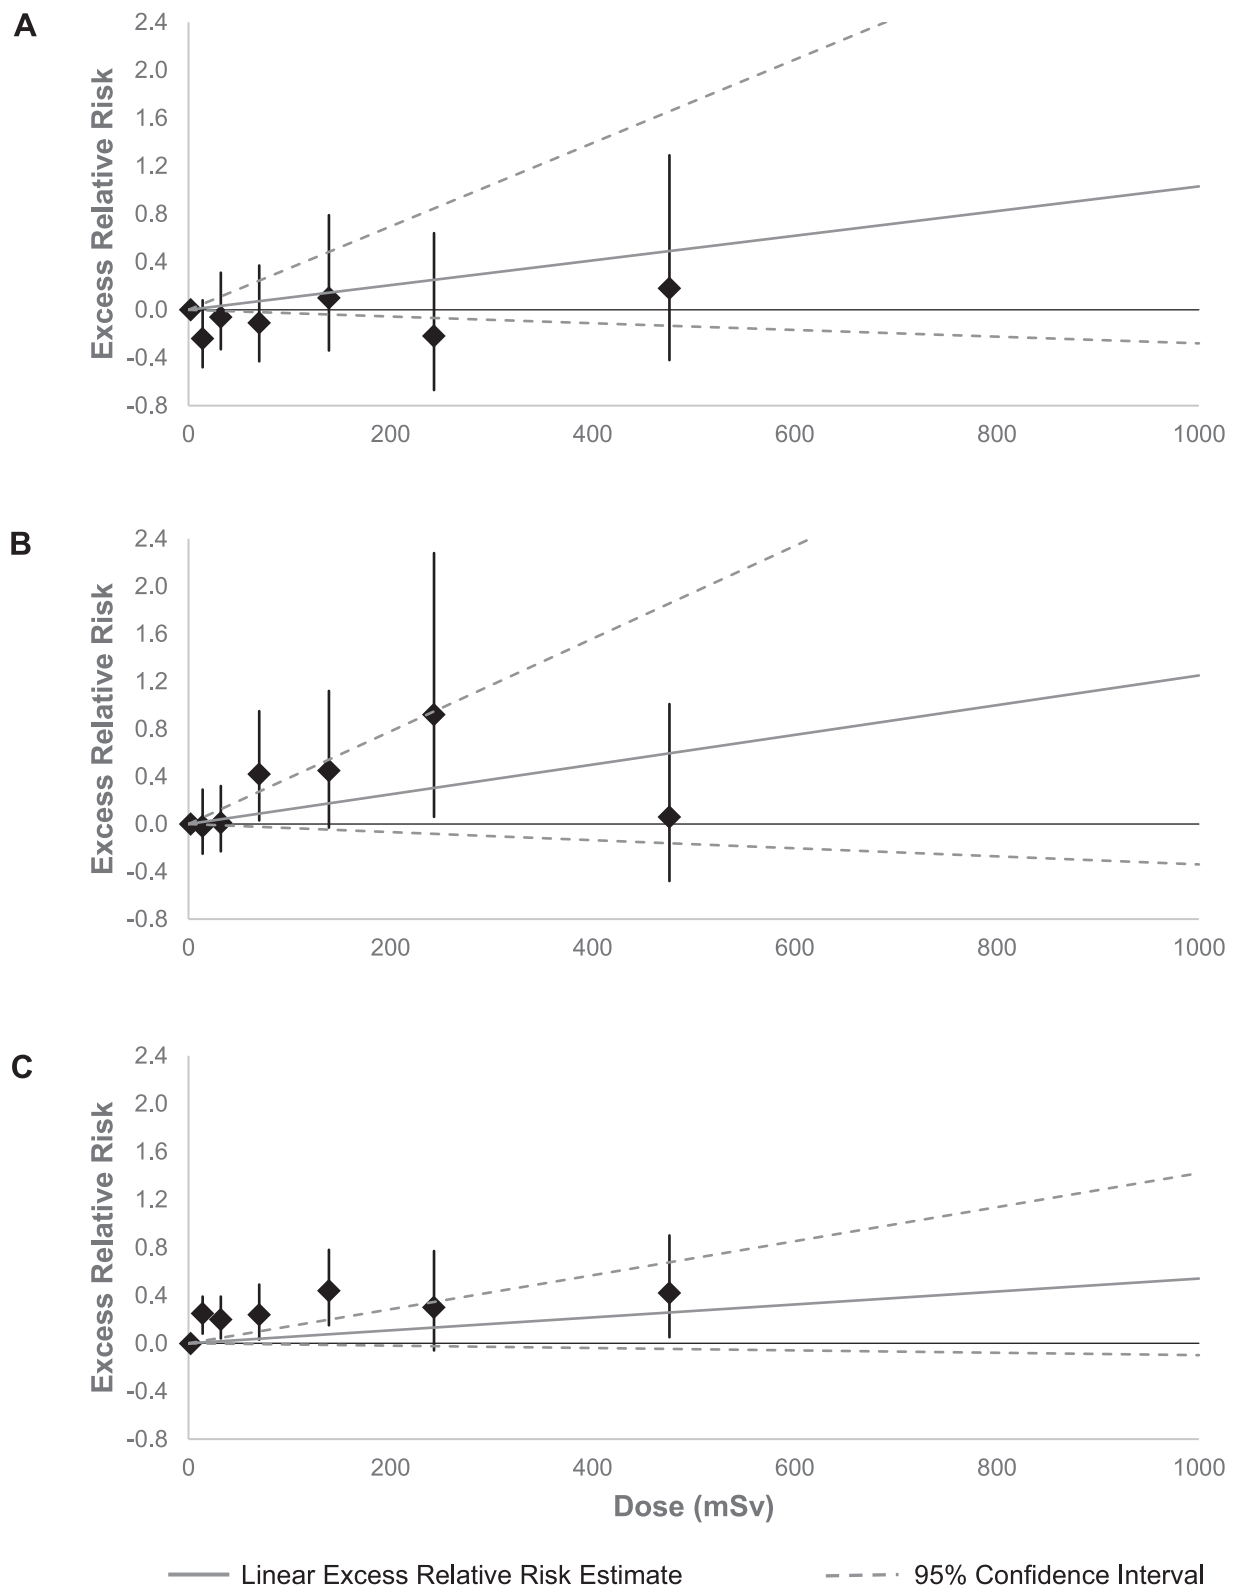 A
Excess Relative Risk
2.4
2.0
1.6
1.2
0.8
0.4
0.0
-0.4
-0.8
0 200 400 600 800 1000
B
Excess Relative Risk
2.4
2.0
1.6
1.2
0.8
0.4
0.0
-0.4
-0.8
0 200 400 600 800 1000
C
Excess Relative Risk
2.4
2.0
1.6
1.2
0.8
0.4
0.0
-0.4
-0.8
0 200 400 600 800 1000
Dose (mSv)
Linear Excess Relative Risk Estimate 95% Confidence Interval